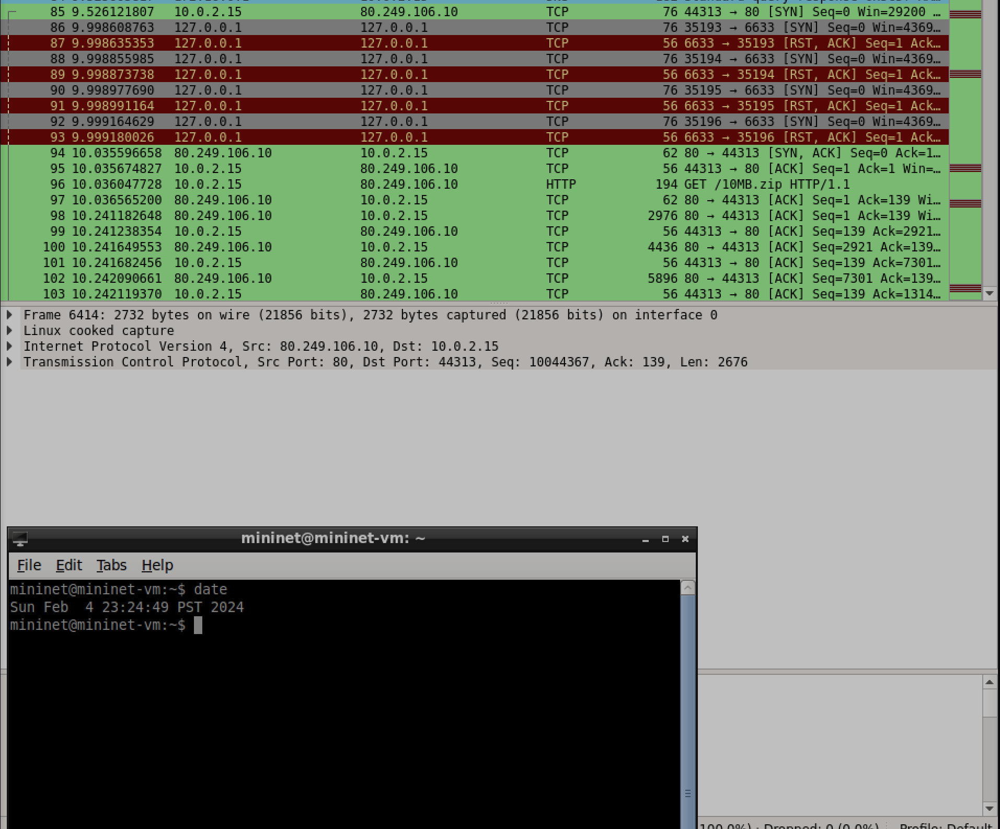 85 9.526121807 10.0.2.15 80.249.106.10 TCP 76 44313 → 80 [SYN] Seq=0 Win=29200 …
86 9.998608763 127.0.0.1 127.0.0.1 TCP 76 35193 → 6633 [SYN] Seq=0 Win=4369…
87 9.998635353 127.0.0.1 127.0.0.1 TCP 56 6633 → 35193 [RST, ACK] Seq=1 Ack…
88 9.998855985 127.0.0.1 127.0.0.1 TCP 76 35194 → 6633 [SYN] Seq=0 Win=4369…
89 9.998873738 127.0.0.1 127.0.0.1 TCP 56 6633 → 35194 [RST, ACK] Seq=1 Ack…
90 9.998977690 127.0.0.1 127.0.0.1 TCP 76 35195 → 6633 [SYN] Seq=0 Win=4369…
91 9.998991164 127.0.0.1 127.0.0.1 TCP 56 6633 → 35195 [RST, ACK] Seq=1 Ack…
92 9.999164629 127.0.0.1 127.0.0.1 TCP 76 35196 → 6633 [SYN] Seq=0 Win=4369…
93 9.999180026 127.0.0.1 127.0.0.1 TCP 56 6633 → 35196 [RST, ACK] Seq=1 Ack…
94 10.035596658 80.249.106.10 10.0.2.15 TCP 62 80 → 44313 [SYN, ACK] Seq=0 Ack=1…
95 10.035674827 10.0.2.15 80.249.106.10 TCP 56 44313 → 80 [ACK] Seq=1 Ack=1 Win=…
96 10.036047728 10.0.2.15 80.249.106.10 HTTP 194 GET /10MB.zip HTTP/1.1
97 10.036565200 80.249.106.10 10.0.2.15 TCP 62 80 → 44313 [ACK] Seq=1 Ack=139 Wi…
98 10.241182648 80.249.106.10 10.0.2.15 TCP 2976 80 → 44313 [ACK] Seq=1 Ack=139 Wi…
99 10.241238354 10.0.2.15 80.249.106.10 TCP 56 44313 → 80 [ACK] Seq=139 Ack=2921…
100 10.241649553 80.249.106.10 10.0.2.15 TCP 4436 80 → 44313 [ACK] Seq=2921 Ack=139…
101 10.241682456 10.0.2.15 80.249.106.10 TCP 56 44313 → 80 [ACK] Seq=139 Ack=7301…
102 10.242090661 80.249.106.10 10.0.2.15 TCP 5896 80 → 44313 [ACK] Seq=7301 Ack=139…
103 10.242119370 10.0.2.15 80.249.106.10 TCP 56 44313 → 80 [ACK] Seq=139 Ack=1314…
Frame 6414: 2732 bytes on wire (21856 bits), 2732 bytes captured (21856 bits) on interface 0
Linux cooked capture
Internet Protocol Version 4, Src: 80.249.106.10, Dst: 10.0.2.15
Transmission Control Protocol, Src Port: 80, Dst Port: 44313, Seq: 10044367, Ack: 139, Len: 2676
mininet@mininet-vm: ~
File Edit Tabs Help
mininet@mininet-vm:~$ date
Sun Feb  4 23:24:49 PST 2024
mininet@mininet-vm:~$
100.0%) · Dropped: 0 (0.0%) Profile: Default